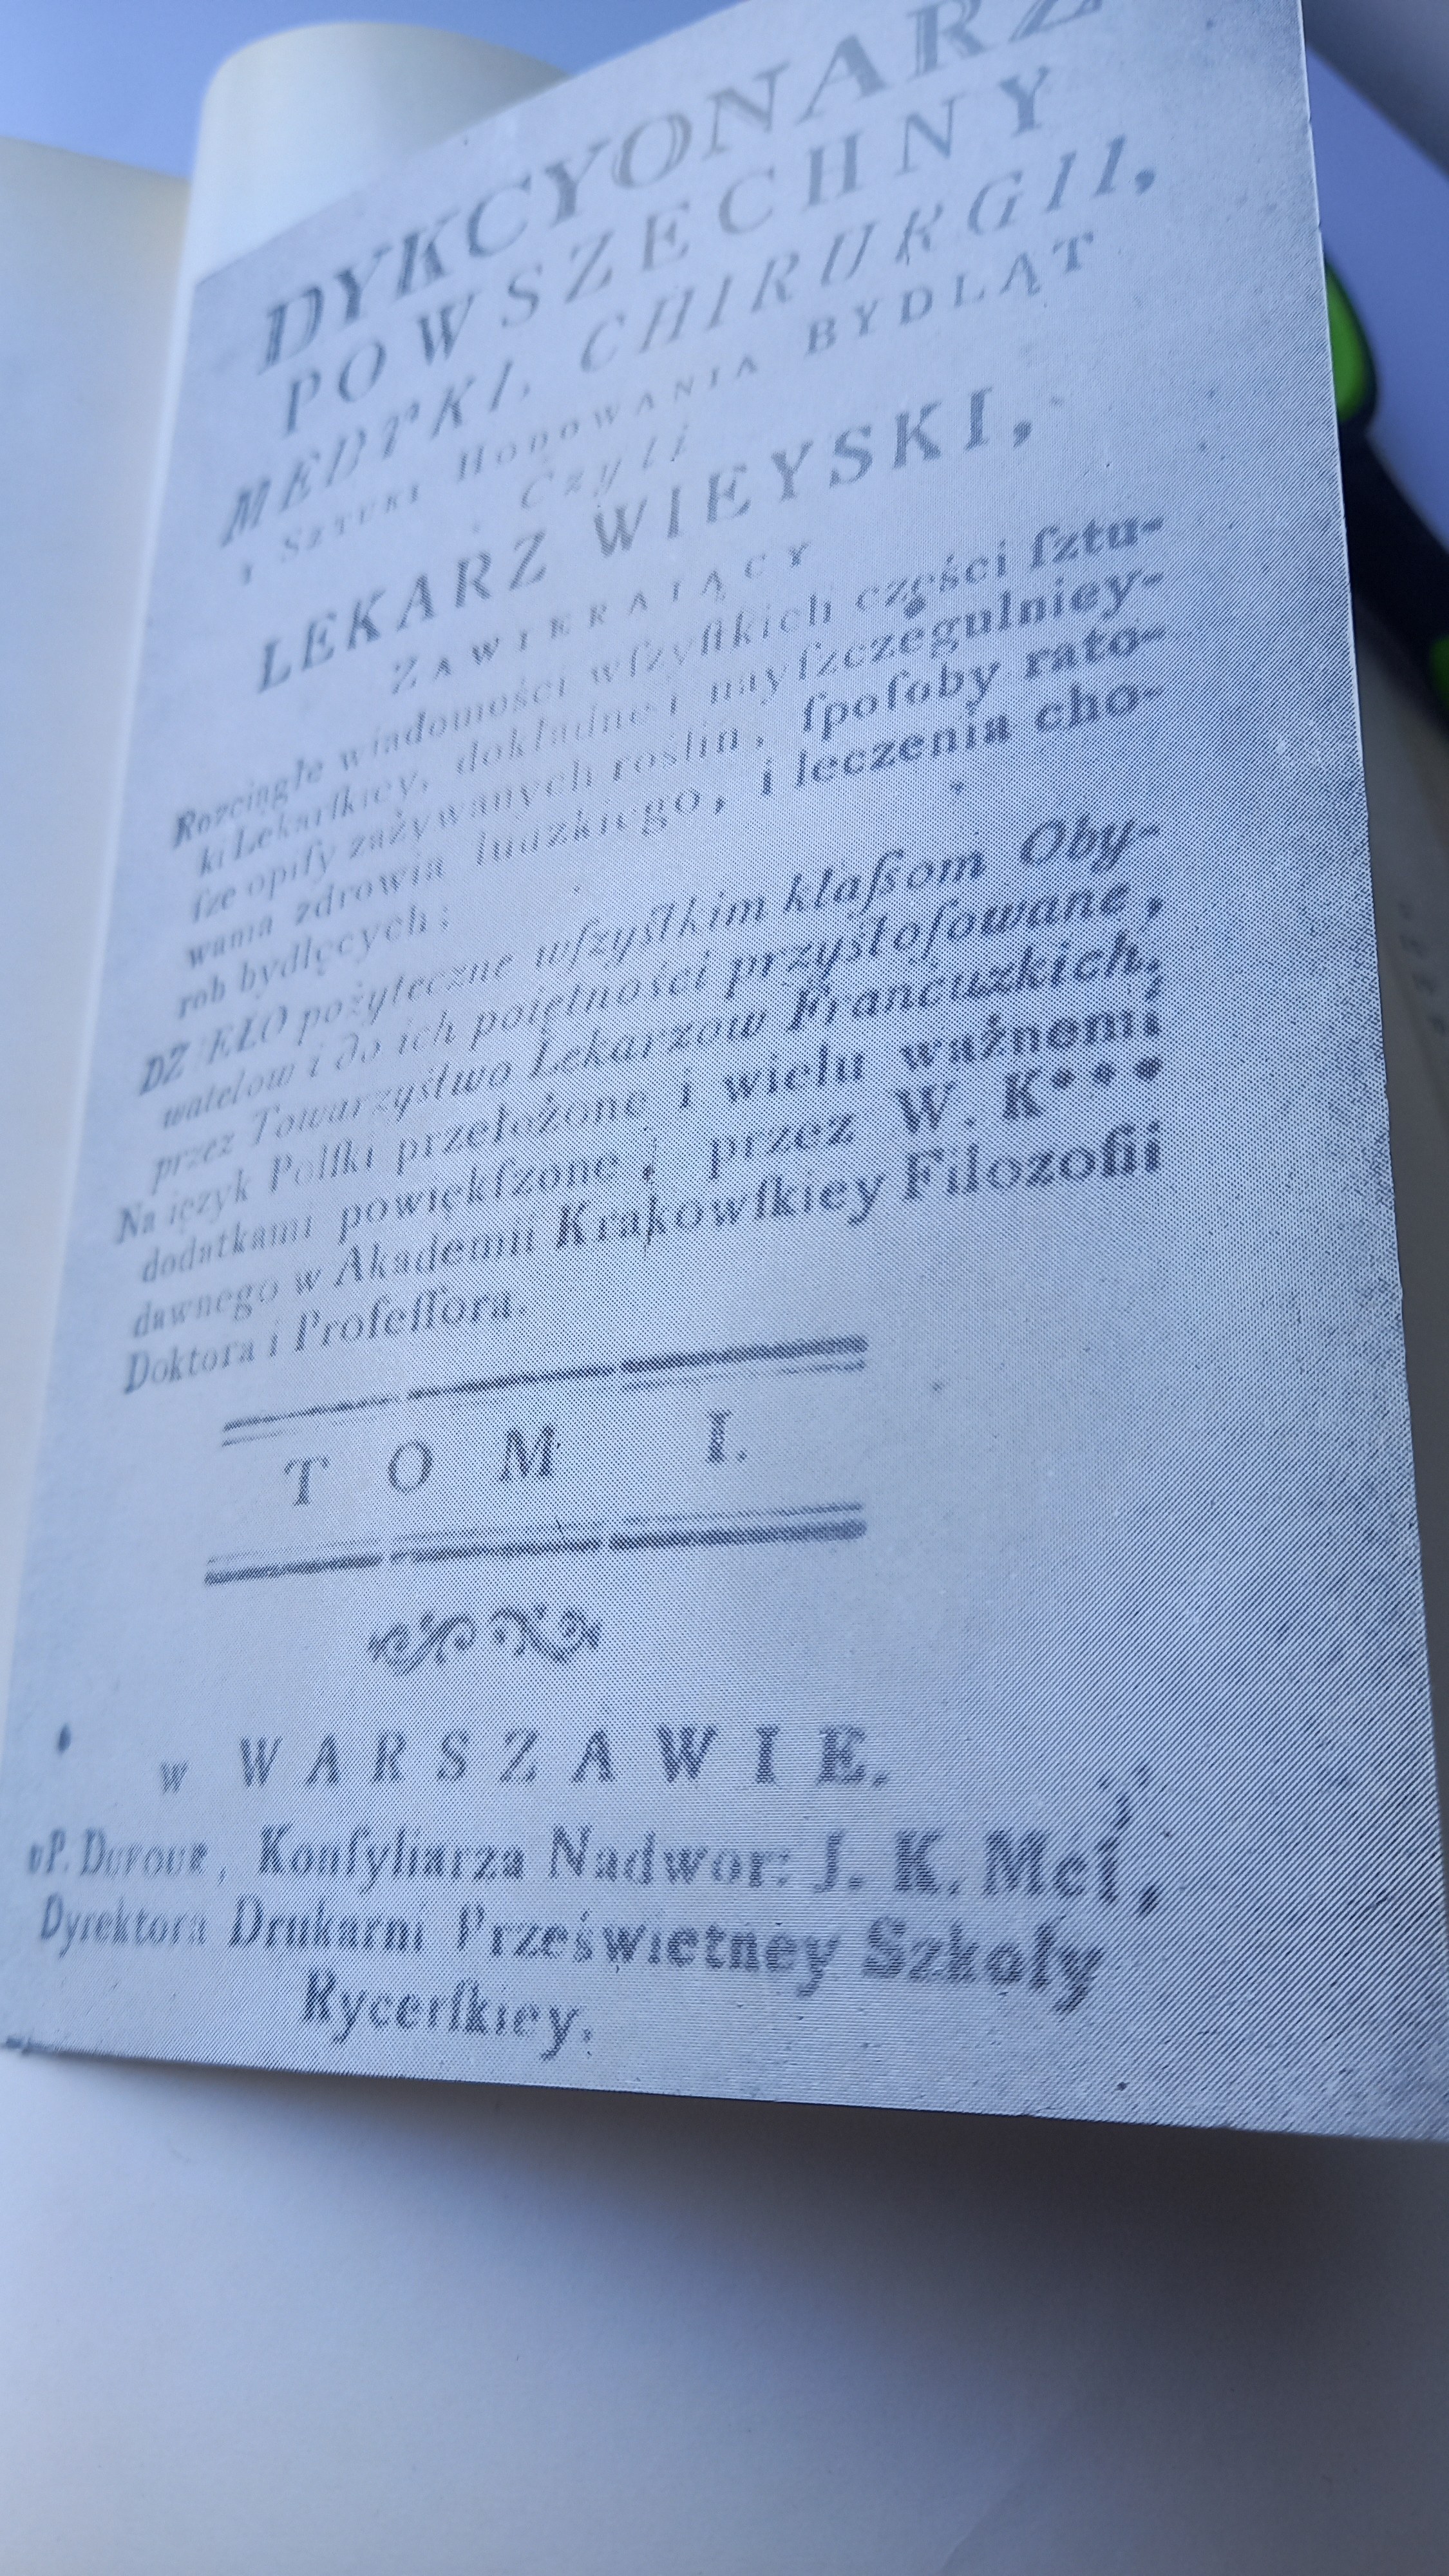 DYKCYONARZ
POWSZECHNY
MEDYKI, CHIRURGII,
Y SZTUKI HODOWANIA BYDLĄT
Czyli
LEKARZ WIEYSKI,
ZAWIERAIĄCY
Rozciągłe wiadomości wſzyſtkich części ſztu-
ki Lekarſkiey, dokładne i nayſzczegulniey-
ſze opiſy zażywanych roslin, ſpoſoby rato-
wania zdrowia ludzkiego, i leczenia cho-
rob bydlęcych;
DZIEŁO pożyteczne wſzyſtkim klaßom Oby-
watelow i do ich poiętności przyſtoſowane,
przez Towarzyſtwo Lekarzow Francuzkich,
Na ięzyk Polſki przełożone i wielu ważnemi
dodatkami powiękſzone; przez W. K***
dawnego w Akademii Krakowſkiey Filozofii
Doktora i Profeſſora.
TOM I.
w WARSZAWIE.
u P. DUFOUR, Konſyliarza Nadwor: J. K. Mci,
Dyrektora Drukarni Prześwietney Szkoły
Rycerſkiey.